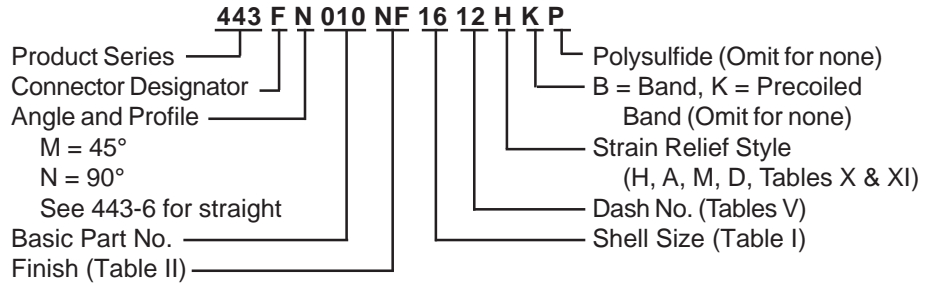 443 F N 010 NF 16 12 H K P
Product Series
Connector Designator
Angle and Profile
M = 45°
N = 90°
See 443-6 for straight
Basic Part No.
Finish (Table II)
Polysulfide (Omit for none)
B = Band, K = Precoiled
Band (Omit for none)
Strain Relief Style
(H, A, M, D, Tables X & XI)
Dash No. (Tables V)
Shell Size (Table I)